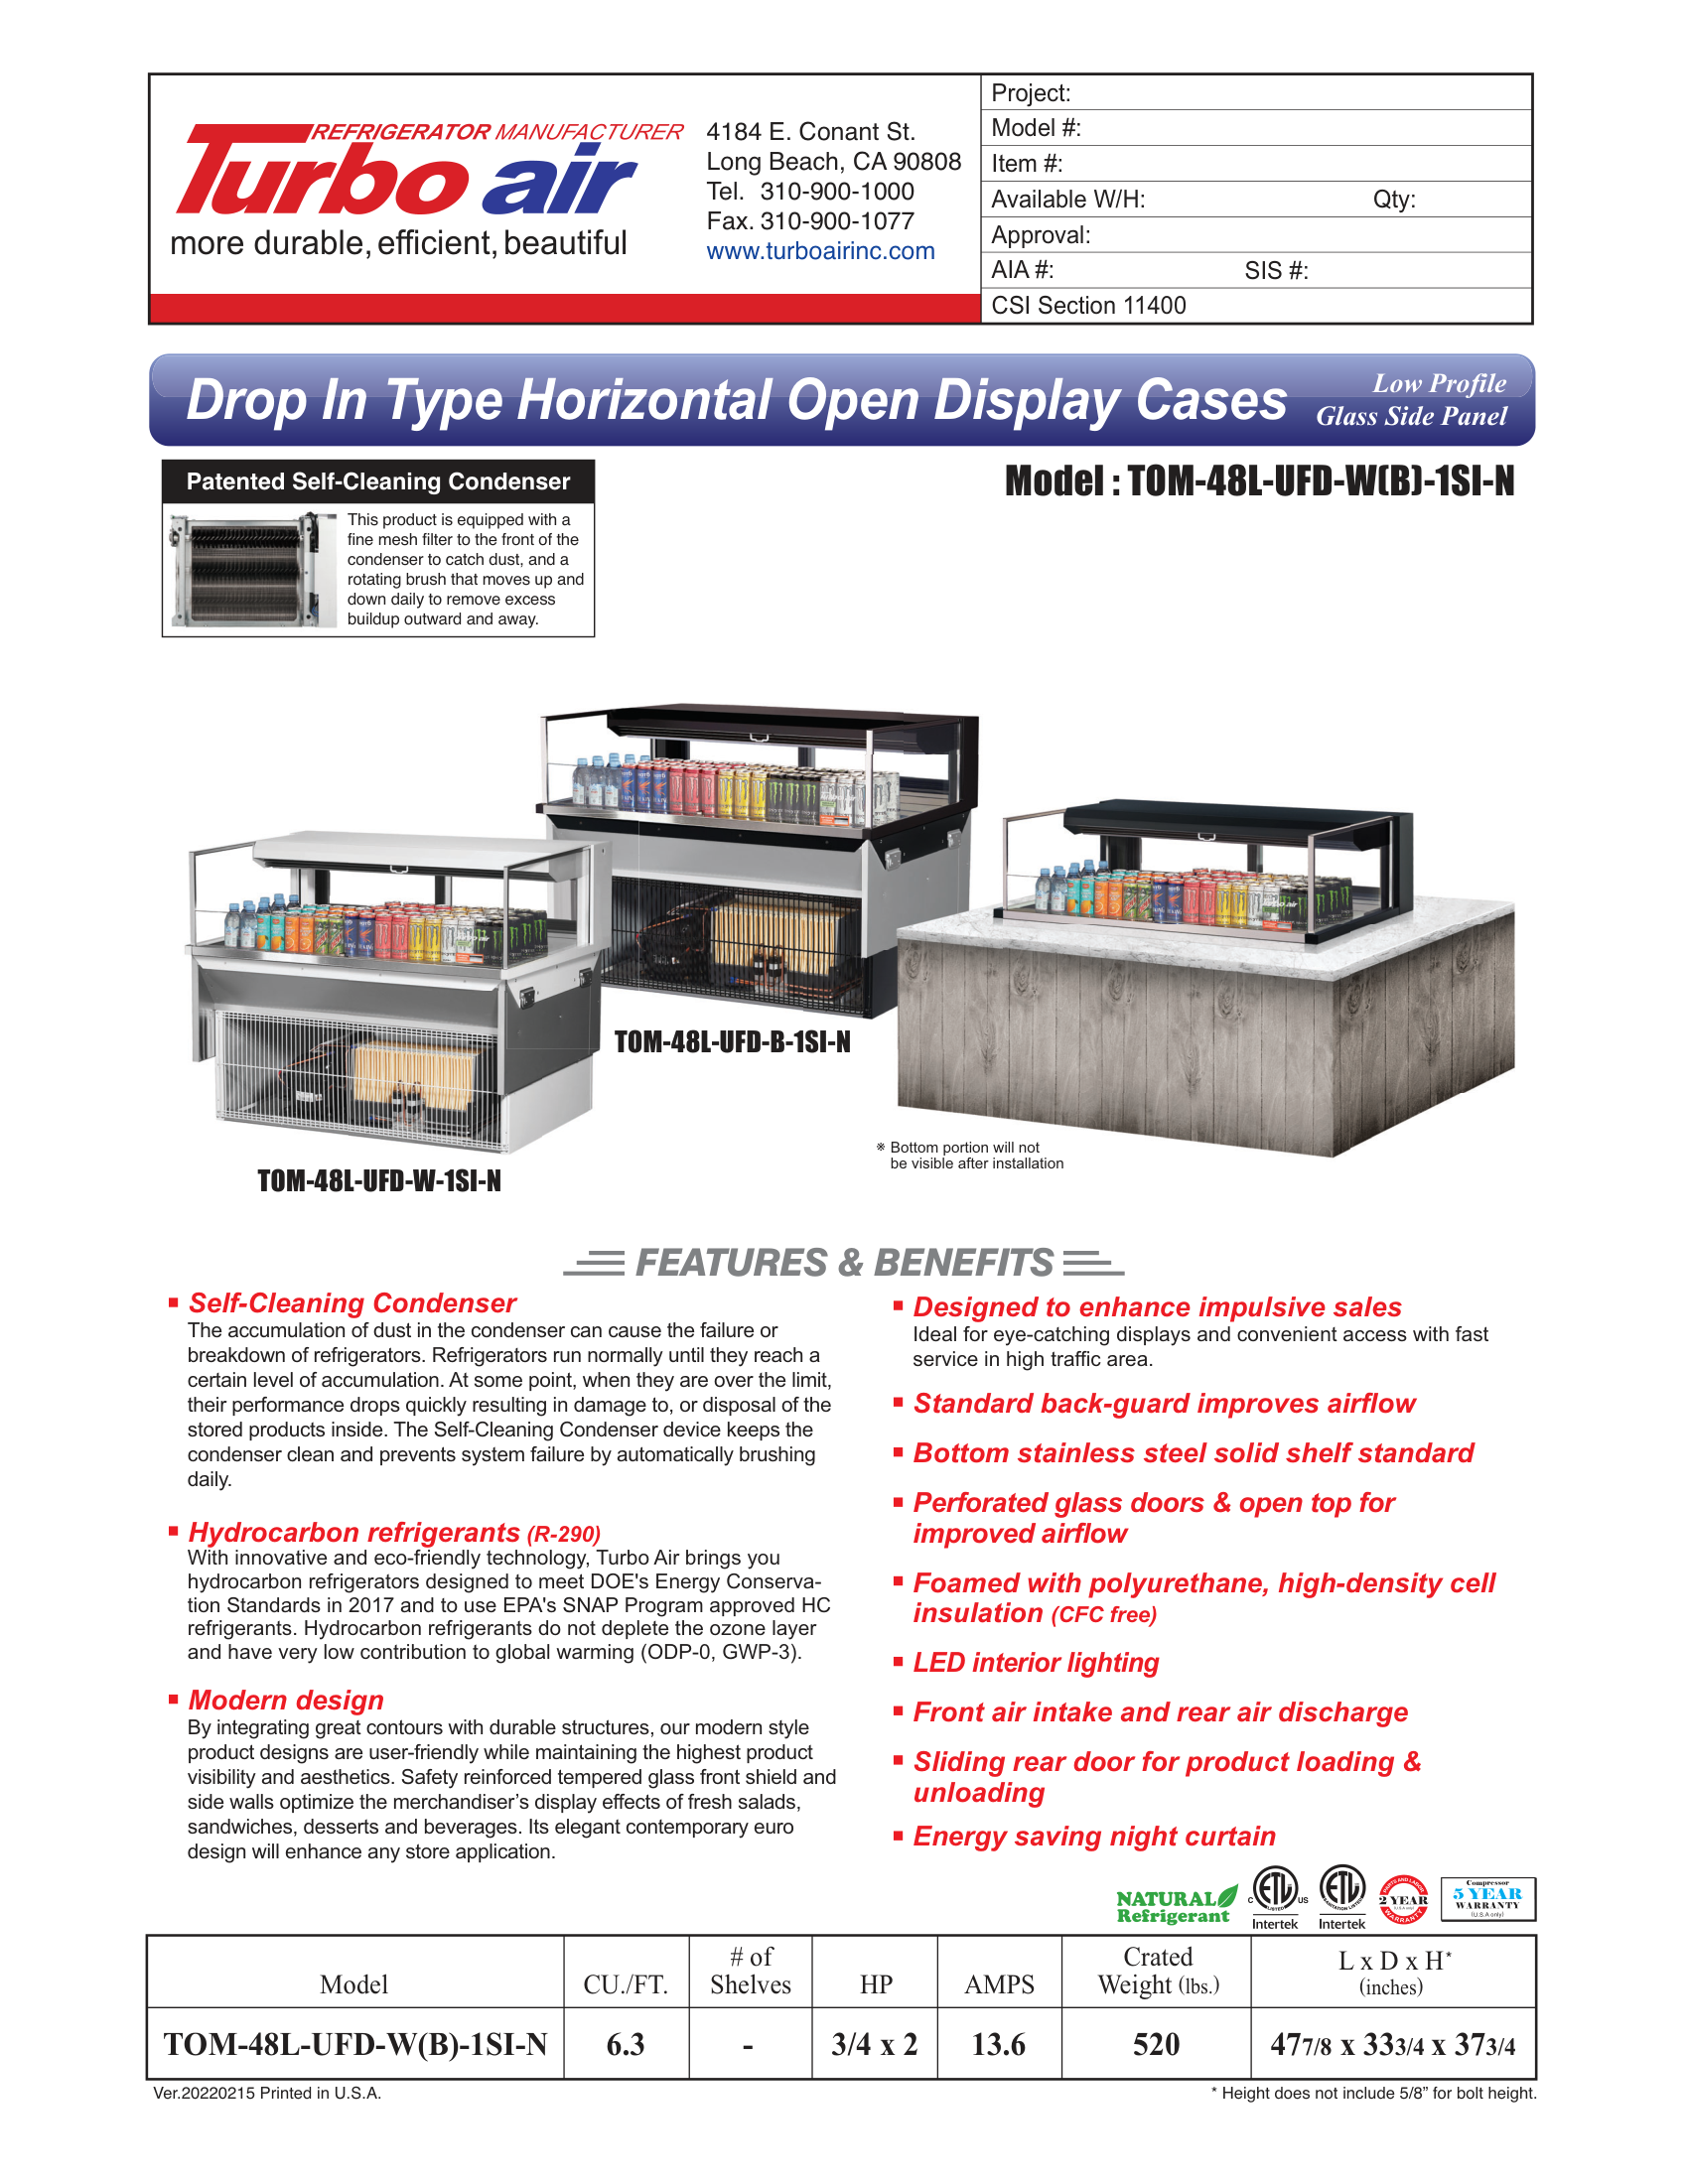 REFRIGERATOR MANUFACTURER
Turbo air
more durable, efficient, beautiful
4184 E. Conant St.
Long Beach, CA 90808
Tel. 310-900-1000
Fax. 310-900-1077
www.turboairinc.com
Project:
Model #:
Item #:
Available W/H: Qty:
Approval:
AIA #: SIS #:
CSI Section 11400
Drop In Type Horizontal Open Display Cases
Low Profile
Glass Side Panel
Patented Self-Cleaning Condenser
This product is equipped with a
fine mesh filter to the front of the
condenser to catch dust, and a
rotating brush that moves up and
down daily to remove excess
buildup outward and away.
Model : TOM-48L-UFD-W(B)-1SI-N
TOM-48L-UFD-B-1SI-N
TOM-48L-UFD-W-1SI-N
※ Bottom portion will not
be visible after installation
FEATURES & BENEFITS
▪ Self-Cleaning Condenser
The accumulation of dust in the condenser can cause the failure or
breakdown of refrigerators. Refrigerators run normally until they reach a
certain level of accumulation. At some point, when they are over the limit,
their performance drops quickly resulting in damage to, or disposal of the
stored products inside. The Self-Cleaning Condenser device keeps the
condenser clean and prevents system failure by automatically brushing
daily.
▪ Hydrocarbon refrigerants (R-290)
With innovative and eco-friendly technology, Turbo Air brings you
hydrocarbon refrigerators designed to meet DOE's Energy Conserva-
tion Standards in 2017 and to use EPA's SNAP Program approved HC
refrigerants. Hydrocarbon refrigerants do not deplete the ozone layer
and have very low contribution to global warming (ODP-0, GWP-3).
▪ Modern design
By integrating great contours with durable structures, our modern style
product designs are user-friendly while maintaining the highest product
visibility and aesthetics. Safety reinforced tempered glass front shield and
side walls optimize the merchandiser’s display effects of fresh salads,
sandwiches, desserts and beverages. Its elegant contemporary euro
design will enhance any store application.
▪ Designed to enhance impulsive sales
Ideal for eye-catching displays and convenient access with fast
service in high traffic area.
▪ Standard back-guard improves airflow
▪ Bottom stainless steel solid shelf standard
▪ Perforated glass doors & open top for
improved airflow
▪ Foamed with polyurethane, high-density cell
insulation (CFC free)
▪ LED interior lighting
▪ Front air intake and rear air discharge
▪ Sliding rear door for product loading &
unloading
▪ Energy saving night curtain
NATURAL
Refrigerant
C ETL US
LISTED
Intertek
ETL
SANITATION LISTED
Intertek
PARTS AND LABOR
2 YEAR
(U.S.A only)
WARRANTY
Compressor
5 YEAR
WARRANTY
(U.S.A only)
Model CU./FT. # of Shelves HP AMPS Crated Weight (lbs.) L x D x H* (inches)
TOM-48L-UFD-W(B)-1SI-N 6.3 - 3/4 x 2 13.6 520 47 7/8 x 33 3/4 x 37 3/4
Ver.20220215 Printed in U.S.A.
* Height does not include 5/8” for bolt height.